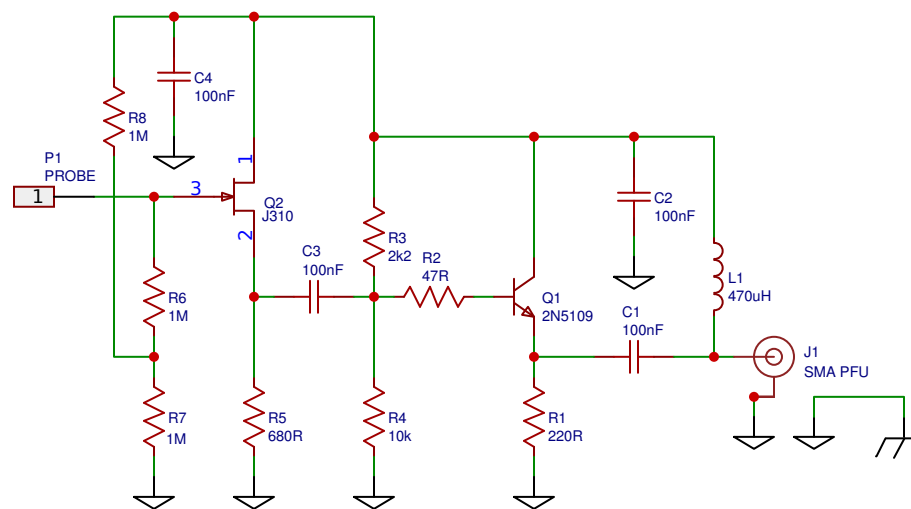 C4
100nF
R8
1M
P1
PROBE
1
1
3
Q2
J310
2
C3
100nF
R3
2k2
R2
47R
Q1
2N5109
C2
100nF
L1
470uH
C1
100nF
J1
SMA PFU
R6
1M
R7
1M
R5
680R
R4
10k
R1
220R